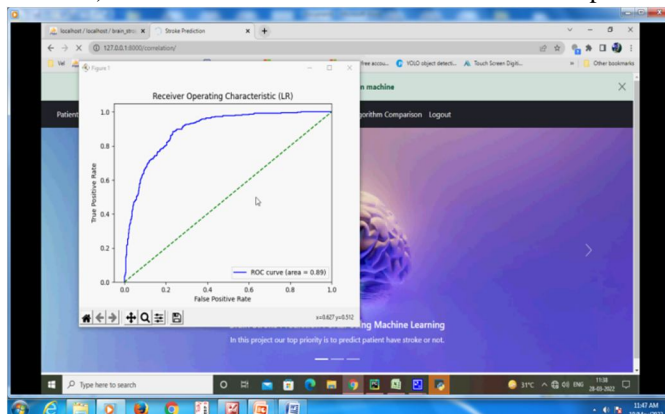 localhost / localhost / brain_stro
Stroke Prediction
127.0.0.1:8000/correlation/
free accou...
YOLO object detecti...
Touch Screen Digit...
Other bookmarks
Figure 1
n machine
Patient
gorithm Comparison Logout
Receiver Operating Characteristic (LR)
True Positive Rate
1.0
0.8
0.6
0.4
0.2
0.0
ROC curve (area = 0.89)
0.0 0.2 0.4 0.6 0.8 1.0
False Positive Rate
x=0.627 y=0.512
ng Machine Learning
In this project our top priority is to predict patient have stroke or not.
Type here to search
31°C
ENG
11:38
28-05-2022
11:47 AM